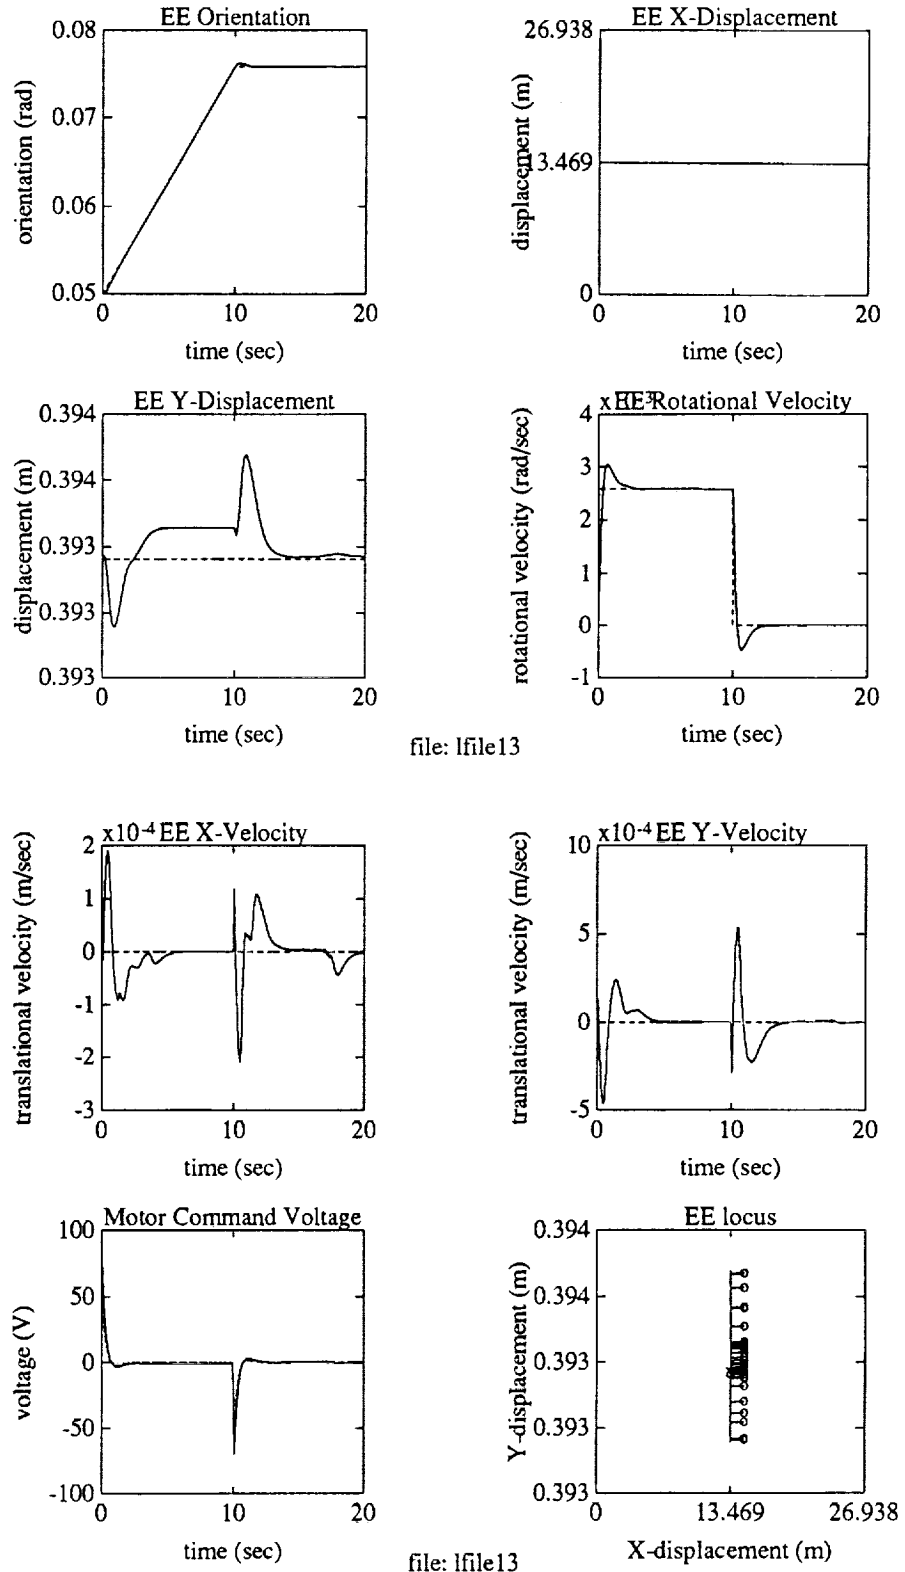 EE Orientation
0.08
0.07
0.06
0.05
0
10
20
orientation (rad)
time (sec)
EE X-Displacement
26.938
13.469
0
0
10
20
displacement (m)
time (sec)
EE Y-Displacement
0.394
0.394
0.393
0.393
0.393
0
10
20
displacement (m)
time (sec)
EE Rotational Velocity
4
3
2
1
0
-1
0
10
20
rotational velocity (rad/sec)
time (sec)
file: lfile13
x10-4 EE X-Velocity
2
1
0
-1
-2
-3
0
10
20
translational velocity (m/sec)
time (sec)
x10-4 EE Y-Velocity
10
5
0
-5
0
10
20
translational velocity (m/sec)
time (sec)
Motor Command Voltage
100
50
0
-50
-100
0
10
20
voltage (V)
time (sec)
EE locus
0.394
0.394
0.393
0.393
0.393
0
13.469
26.938
Y-displacement (m)
X-displacement (m)
file: lfile13